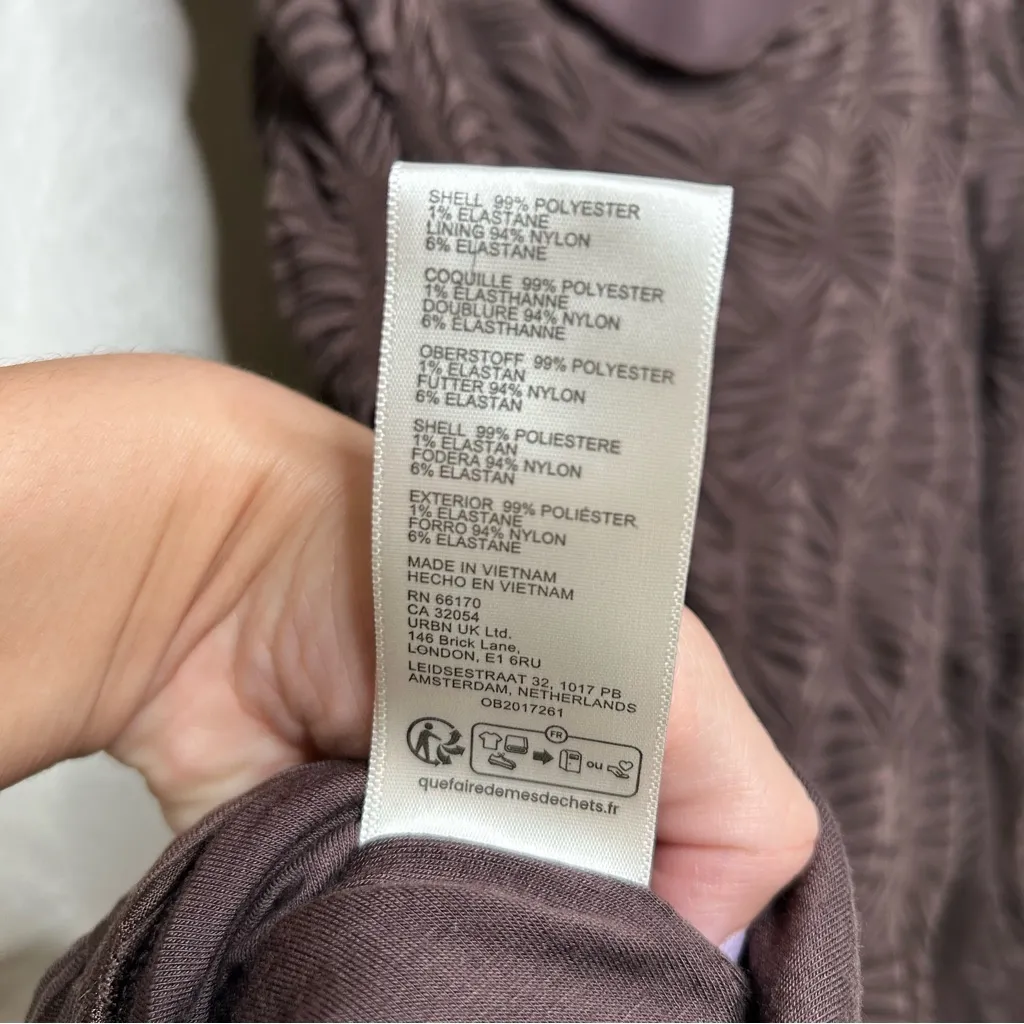 SHELL 99% POLYESTER
1% ELASTANE
LINING 94% NYLON
6% ELASTANE
COQUILLE 99% POLYESTER
1% ELASTHANNE
DOUBLURE 94% NYLON
6% ELASTHANNE
OBERSTOFF 99% POLYESTER
1% ELASTAN
FUTTER 94% NYLON
6% ELASTAN
SHELL 99% POLIESTERE
1% ELASTAN
FODERA 94% NYLON
6% ELASTAN
EXTERIOR 99% POLIÉSTER
1% ELASTANE
FORRO 94% NYLON
6% ELASTANE
MADE IN VIETNAM
HECHO EN VIETNAM
RN 66170
CA 32054
URBN UK Ltd.
146 Brick Lane,
LONDON, E1 6RU
LEIDSESTRAAT 32, 1017 PB
AMSTERDAM, NETHERLANDS
OB2017261
FR
ou
quefairedemesdechets.fr